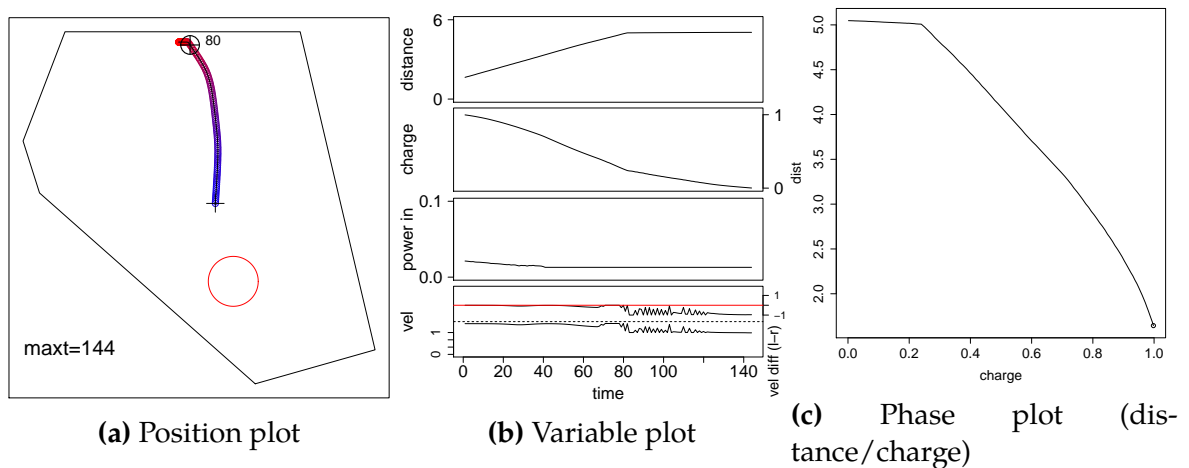 80
maxt=144
(a) Position plot
6
0
distance
charge
1
0
0.1
0.0
power in
vel
1
0
1
−1
vel diff (l−r)
0 20 40 60 80 100 140
time
(b) Variable plot
5.0
4.5
4.0
3.5
3.0
2.5
2.0
dist
0.0 0.2 0.4 0.6 0.8 1.0
charge
(c) Phase plot (dis-
tance/charge)